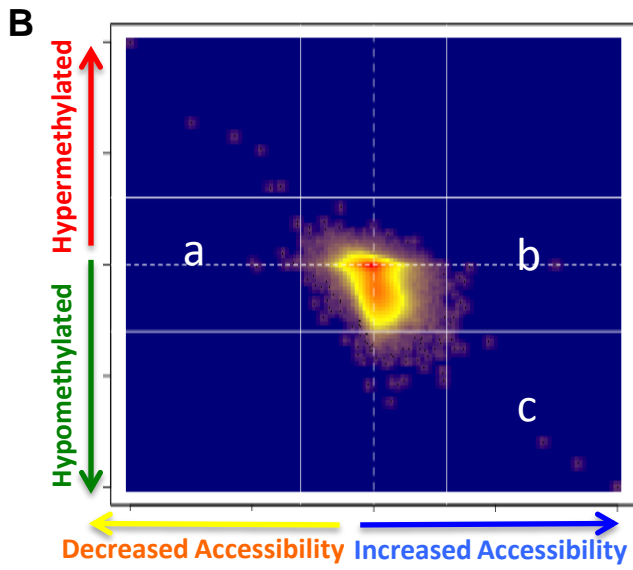 B
Hypermethylated
Hypomethylated
a
b
c
Decreased Accessibility
Increased Accessibility